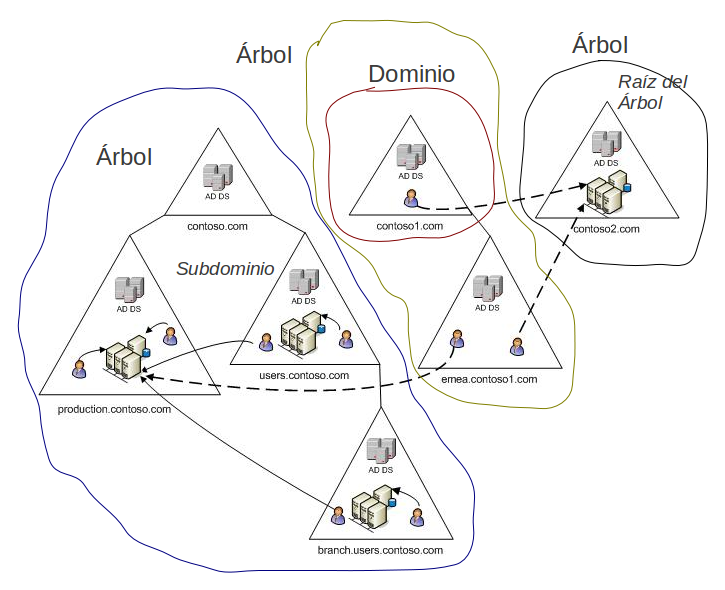 Árbol
Árbol
Dominio
Raíz del
Árbol
Árbol
AD DS
AD DS
AD DS
contoso.com
contoso1.com
contoso2.com
Subdominio
AD DS
AD DS
AD DS
users.contoso.com
emea.contoso1.com
production.contoso.com
AD DS
branch.users.contoso.com